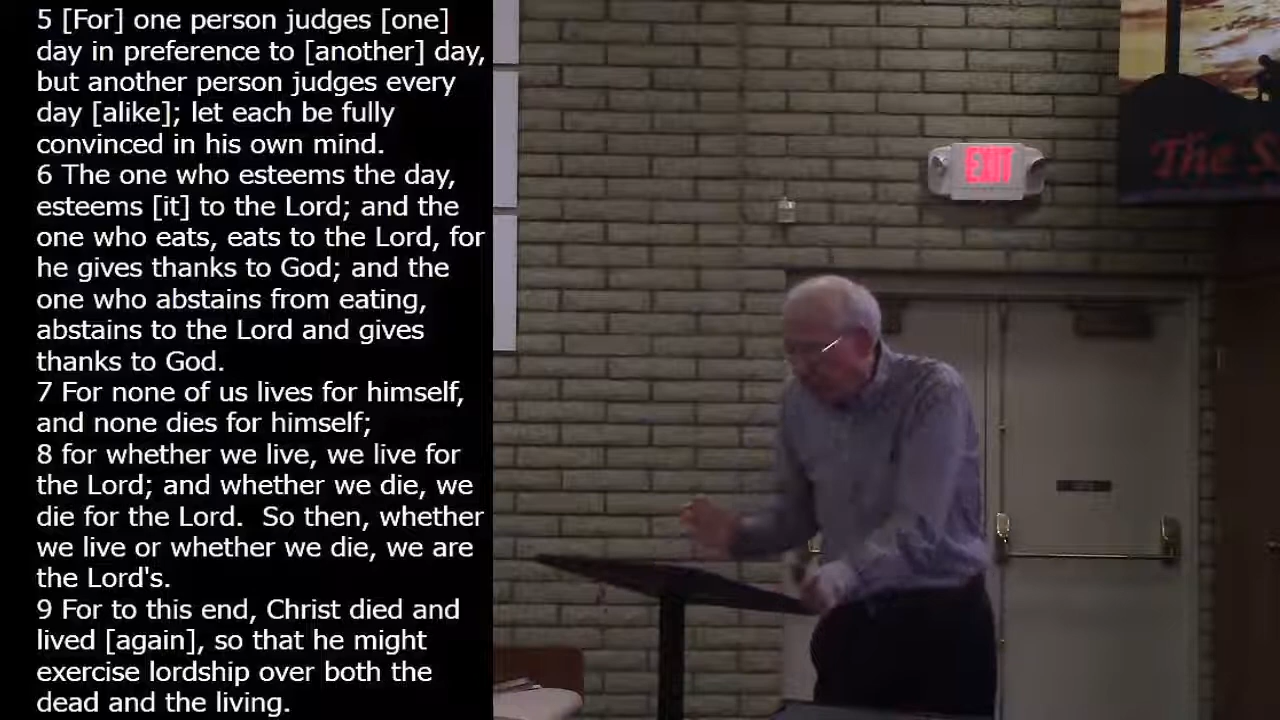 5 [For] one person judges [one]
day in preference to [another] day,
but another person judges every
day [alike]; let each be fully
convinced in his own mind.
6 The one who esteems the day,
esteems [it] to the Lord; and the
one who eats, eats to the Lord, for
he gives thanks to God; and the
one who abstains from eating,
abstains to the Lord and gives
thanks to God.
7 For none of us lives for himself,
and none dies for himself;
8 for whether we live, we live for
the Lord; and whether we die, we
die for the Lord.  So then, whether
we live or whether we die, we are
the Lord's.
9 For to this end, Christ died and
lived [again], so that he might
exercise lordship over both the
dead and the living.
EXIT
The S